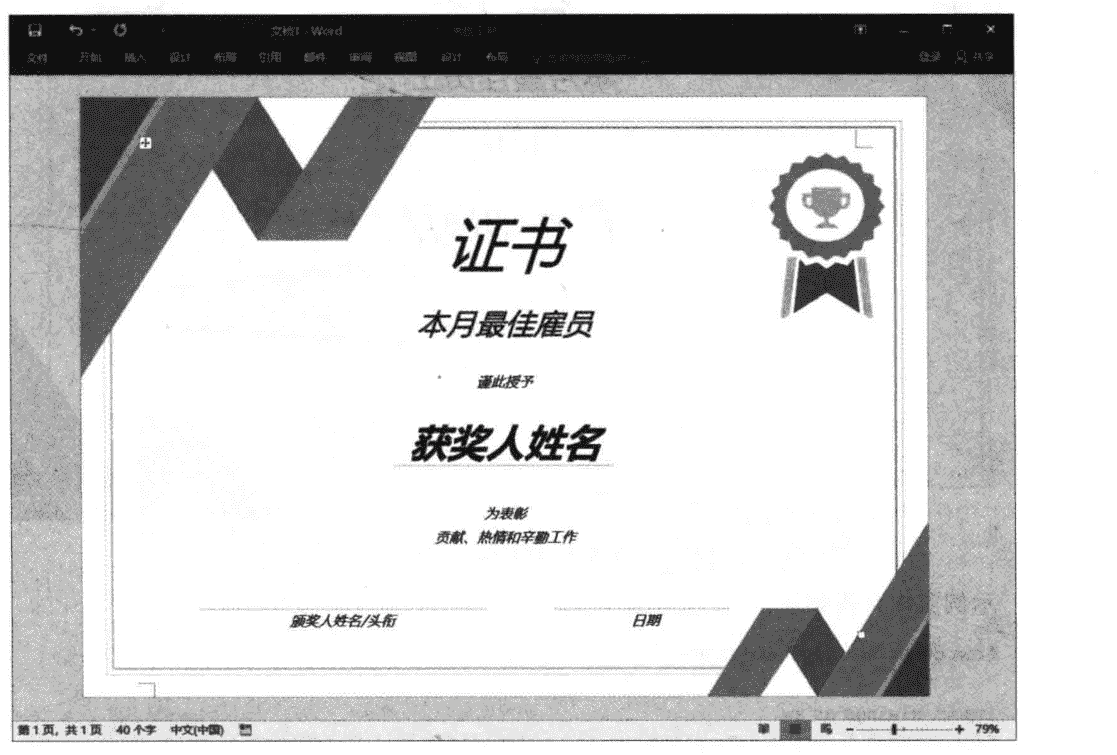 文档1 - Word
文件 开始 插入 设计 布局 引用 邮件 审阅 视图 设计 布局
登录 共享
证书
本月最佳雇员
谨此授予
获奖人姓名
为表彰
贡献、热情和辛勤工作
颁奖人姓名/头衔 日期
第1页，共1页 40个字 中文(中国) 79%